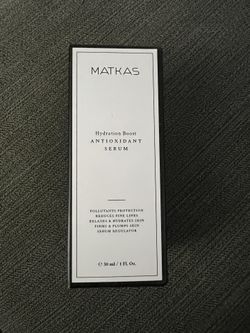 MATKAS
Hydration Boost
ANTIOXIDANT
SERUM
POLLUTANTS PROTECTION
REDUCES FINE LINES
RELAXES & HYDRATES SKIN
FIRMS & PLUMPS SKIN
SEBUM REGULATOR
℮ 30 ml / 1 Fl. Oz.